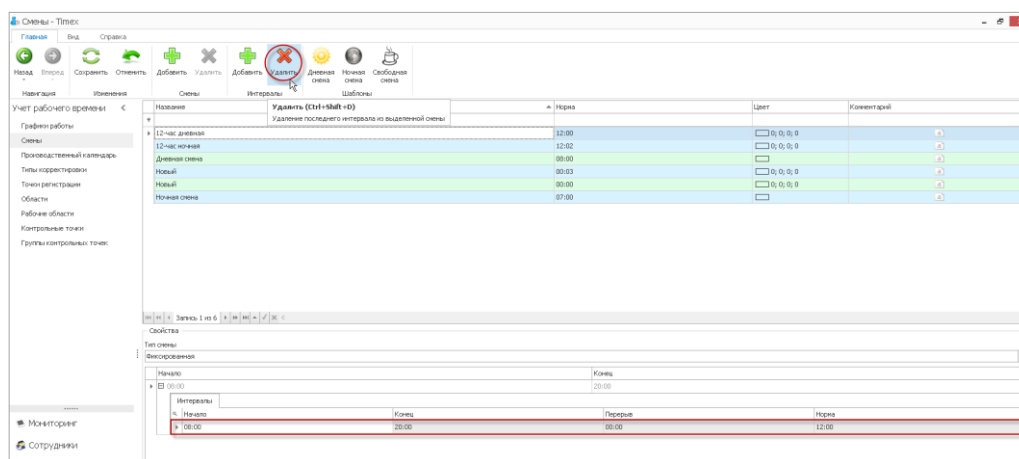 Смены - Timex
Главная Вид Справка
Назад Вперед Сохранить Отменить Добавить Удалить Добавить Удалить Дневная смена Ночная смена Свободная смена
Навигация Изменения Смены Интервалы Шаблоны
Учет рабочего времени
Графики работы
Смены
Производственный календарь
Типы корректировки
Точки регистрации
Области
Рабочие области
Контрольные точки
Группы контрольных точек
Мониторинг
Сотрудники
Название Норма Цвет Комментарий
Удалить (Ctrl+Shift+D)
Удаление последнего интервала из выделенной смены
12-час дневная 12:00 0; 0; 0; 0
12-час ночная 12:02 0; 0; 0; 0
Дневная смена 08:00
Новый 00:03 0; 0; 0; 0
Новый 00:00 0; 0; 0; 0
Ночная смена 07:00
Запись 1 из 6
Свойства
Тип смены
Фиксированная
Начало Конец
08:00 20:00
Интервалы
Начало Конец Перерыв Норма
08:00 20:00 00:00 12:00